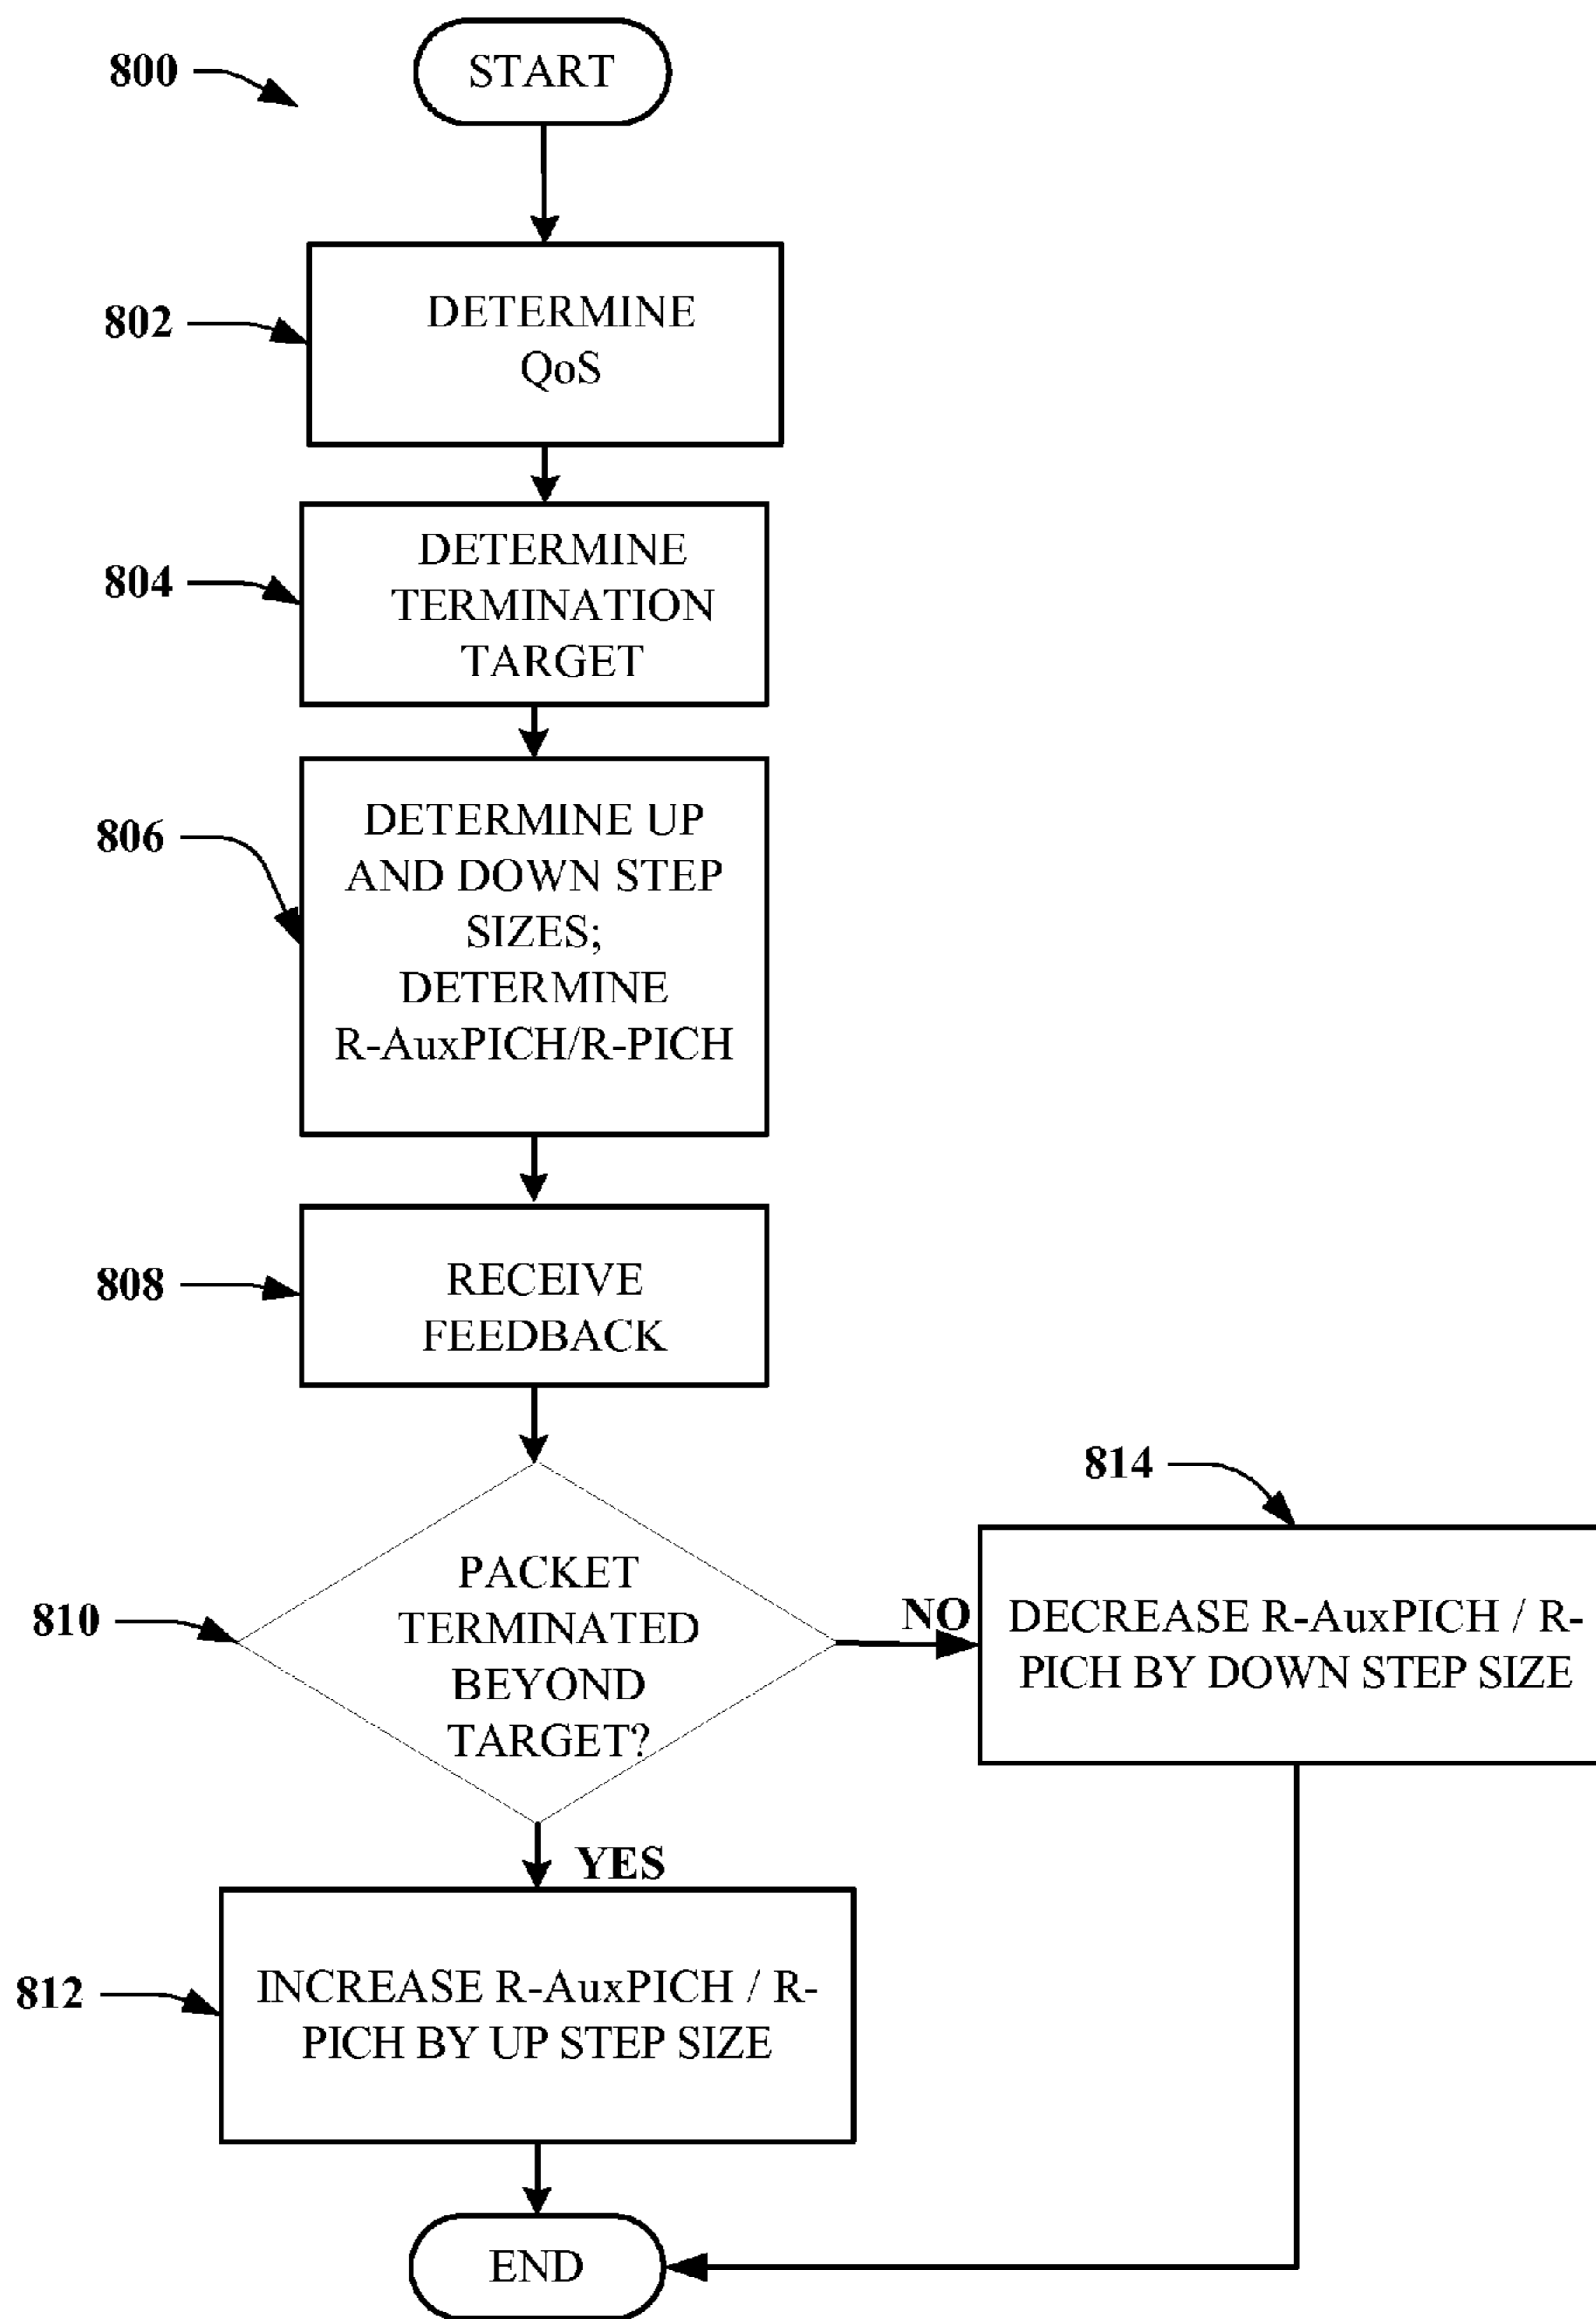 800
START
802
DETERMINE
QoS
804
DETERMINE
TERMINATION
TARGET
806
DETERMINE UP
AND DOWN STEP
SIZES;
DETERMINE
R-AuxPICH/R-PICH
808
RECEIVE
FEEDBACK
810
PACKET
TERMINATED
BEYOND
TARGET?
NO
814
DECREASE R-AuxPICH / R-
PICH BY DOWN STEP SIZE
YES
812
INCREASE R-AuxPICH / R-
PICH BY UP STEP SIZE
END